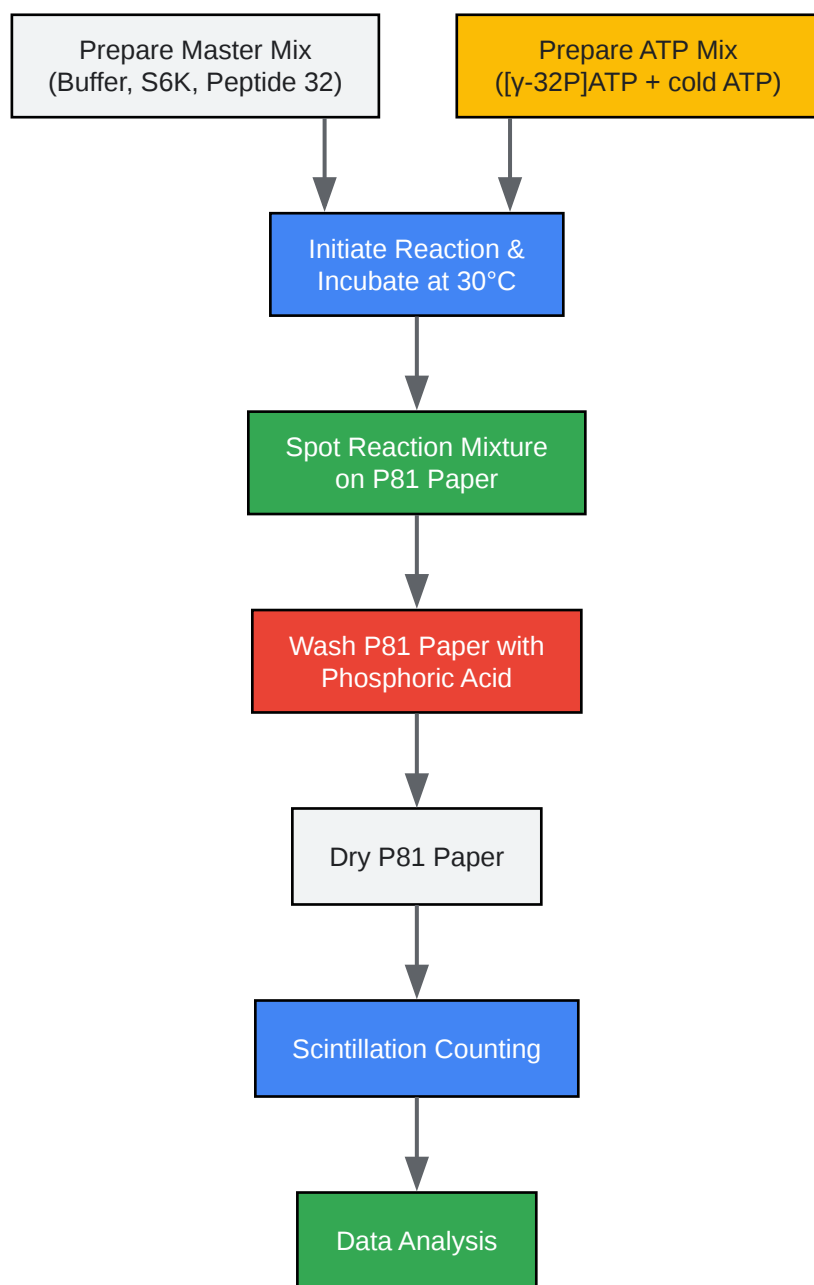 Prepare Master Mix
(Buffer, S6K, Peptide 32)
Prepare ATP Mix
([γ-32P]ATP + cold ATP)
Initiate Reaction &
Incubate at 30°C
Spot Reaction Mixture
on P81 Paper
Wash P81 Paper with
Phosphoric Acid
Dry P81 Paper
Scintillation Counting
Data Analysis